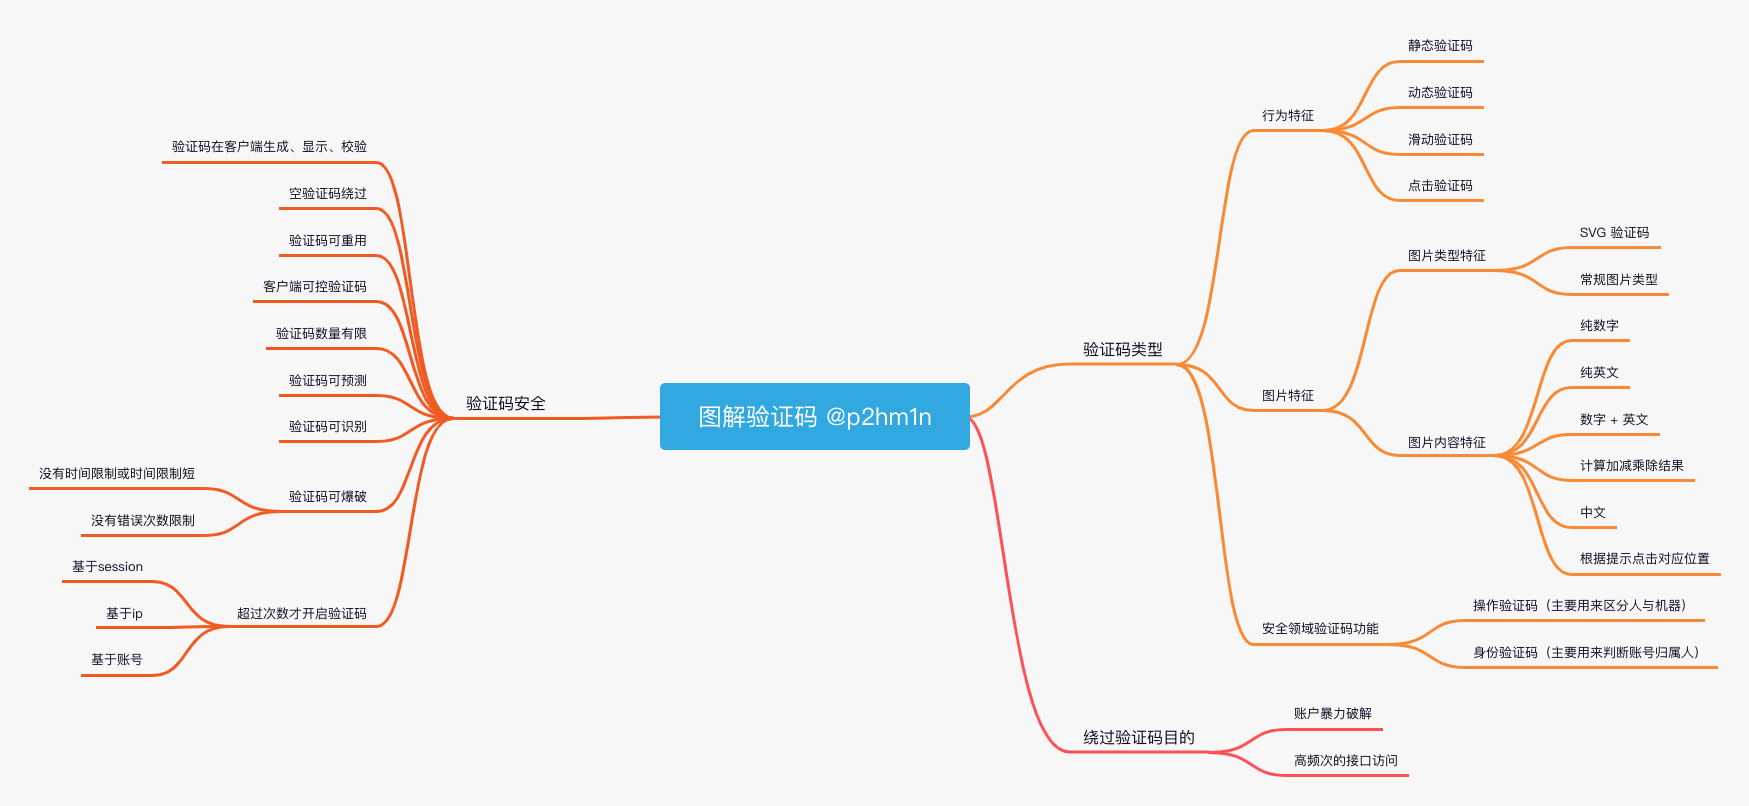 图解验证码 @p2hm1n
验证码类型
行为特征
静态验证码
动态验证码
滑动验证码
点击验证码
图片特征
图片类型特征
SVG 验证码
常规图片类型
图片内容特征
纯数字
纯英文
数字 + 英文
计算加减乘除结果
中文
根据提示点击对应位置
安全领域验证码功能
操作验证码（主要用来区分人与机器）
身份验证码（主要用来判断账号归属人）
绕过验证码目的
账户暴力破解
高频次的接口访问
验证码安全
验证码在客户端生成、显示、校验
空验证码绕过
验证码可重用
客户端可控验证码
验证码数量有限
验证码可预测
验证码可识别
验证码可爆破
没有时间限制或时间限制短
没有错误次数限制
超过次数才开启验证码
基于session
基于ip
基于账号